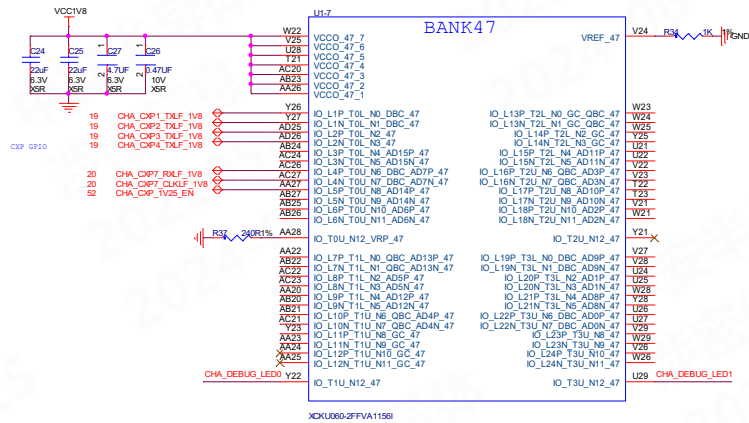 VCC1V8
U1-7
BANK47
C24
22uF
6.3V
X5R
C25
22uF
6.3V
X5R
C27
4.7UF
6.3V
X5R
1
2
C26
0.47UF
10V
X5R
1
2
W22 VCCO_47_7
V25 VCCO_47_6
U28 VCCO_47_5
T21 VCCO_47_4
AC20 VCCO_47_3
AB23 VCCO_47_2
AA26 VCCO_47_1
VREF_47 V24 R34 1K 1% GND
CXP GPIO
19 CHA_CXP1_TXLF_1V8
19 CHA_CXP2_TXLF_1V8
19 CHA_CXP3_TXLF_1V8
19 CHA_CXP4_TXLF_1V8
20 CHA_CXP7_RXLF_1V8
20 CHA_CXP7_CLKLF_1V8
52 CHA_CXP_TV25_EN
Y26 IO_L1P_T0L_N0_DBC_47
Y27 IO_L1N_T0L_N1_DBC_47
AD25 IO_L2P_T0L_N2_47
AD26 IO_L2N_T0L_N3_47
AB24 IO_L3P_T0L_N4_AD15P_47
AC24 IO_L3N_T0L_N5_AD15N_47
AC26 IO_L4P_T0U_N6_DBC_AD7P_47
AC27 IO_L4N_T0U_N7_DBC_AD7N_47
AA27 IO_L5P_T0U_N8_AD14P_47
AB27 IO_L5N_T0U_N9_AD14N_47
AB25 IO_L6P_T0U_N10_AD6P_47
AB26 IO_L6N_T0U_N11_AD6N_47
IO_L13P_T2L_N0_GC_QBC_47 W23
IO_L13N_T2L_N1_GC_QBC_47 W24
IO_L14P_T2L_N2_GC_47 W25
IO_L14N_T2L_N3_GC_47 Y25
IO_L15P_T2L_N4_AD11P_47 U21
IO_L15N_T2L_N5_AD11N_47 U22
IO_L16P_T2U_N6_QBC_AD3P_47 V22
IO_L16N_T2U_N7_QBC_AD3N_47 V23
IO_L17P_T2U_N8_AD10P_47 T22
IO_L17N_T2U_N9_AD10N_47 T23
IO_L18P_T2U_N10_AD2P_47 V21
IO_L18N_T2U_N11_AD2N_47 W21
R37 240R1% AA28 IO_T0U_N12_VRP_47
IO_T2U_N12_47 Y21
AA22 IO_L7P_T1L_N0_QBC_AD13P_47
AB22 IO_L7N_T1L_N1_QBC_AD13N_47
AC22 IO_L8P_T1L_N2_AD5P_47
AC23 IO_L8N_T1L_N3_AD5N_47
AA20 IO_L9P_T1L_N4_AD12P_47
AB20 IO_L9N_T1L_N5_AD12N_47
AB21 IO_L10P_T1U_N6_QBC_AD4P_47
AC21 IO_L10N_T1U_N7_QBC_AD4N_47
Y23 IO_L11P_T1U_N8_GC_47
AA23 IO_L11N_T1U_N9_GC_47
AA24 IO_L12P_T1U_N10_GC_47
AA25 IO_L12N_T1U_N11_GC_47
IO_L19P_T3L_N0_DBC_AD9P_47 V27
IO_L19N_T3L_N1_DBC_AD9N_47 V28
IO_L20P_T3L_N2_AD1P_47 U24
IO_L20N_T3L_N3_AD1N_47 U25
IO_L21P_T3L_N4_AD8P_47 W28
IO_L21N_T3L_N5_AD8N_47 Y28
IO_L22P_T3U_N6_DBC_AD0P_47 U26
IO_L22N_T3U_N7_DBC_AD0N_47 U27
IO_L23P_T3U_N8_47 V29
IO_L23N_T3U_N9_47 W29
IO_L24P_T3U_N10_47 V26
IO_L24N_T3U_N11_47 W26
CHA_DEBUG_LED0 Y22 IO_T1U_N12_47
IO_T3U_N12_47 U29 CHA_DEBUG_LED1
XCKU060-2FFVA1156I